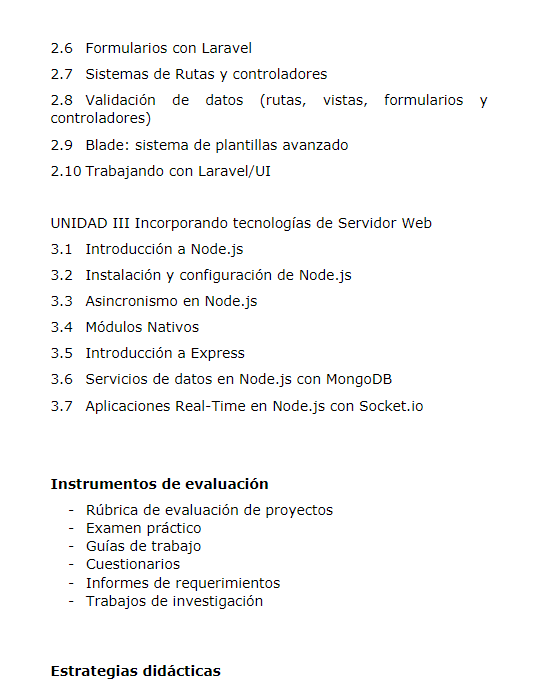 2.6 Formularios con Laravel
2.7 Sistemas de Rutas y controladores
2.8 Validación de datos (rutas, vistas, formularios y
controladores)
2.9 Blade: sistema de plantillas avanzado
2.10 Trabajando con Laravel/UI
UNIDAD III Incorporando tecnologías de Servidor Web
3.1 Introducción a Node.js
3.2 Instalación y configuración de Node.js
3.3 Asincronismo en Node.js
3.4 Módulos Nativos
3.5 Introducción a Express
3.6 Servicios de datos en Node.js con MongoDB
3.7 Aplicaciones Real-Time en Node.js con Socket.io
Instrumentos de evaluación
- Rúbrica de evaluación de proyectos
- Examen práctico
- Guías de trabajo
- Cuestionarios
- Informes de requerimientos
- Trabajos de investigación
Estrategias didácticas